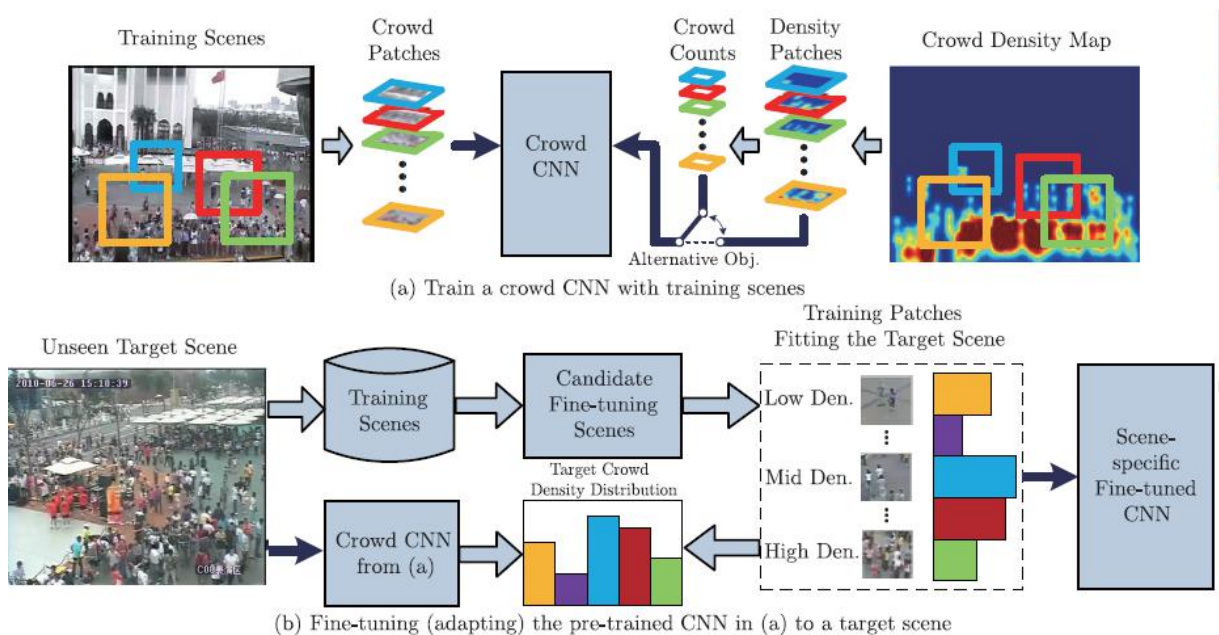 Training Scenes
Crowd
Patches
Crowd
Counts
Density
Patches
Crowd Density Map
Crowd
CNN
Alternative Obj.
(a) Train a crowd CNN with training scenes
Unseen Target Scene
2010-06-26 15:10:39
Training
Scenes
Candidate
Fine-tuning
Scenes
Training Patches
Fitting the Target Scene
Low Den.
Mid Den.
High Den.
Scene-
specific
Fine-tuned
CNN
Crowd CNN
from (a)
Target Crowd
Density Distribution
(b) Fine-tuning (adapting) the pre-trained CNN in (a) to a target scene